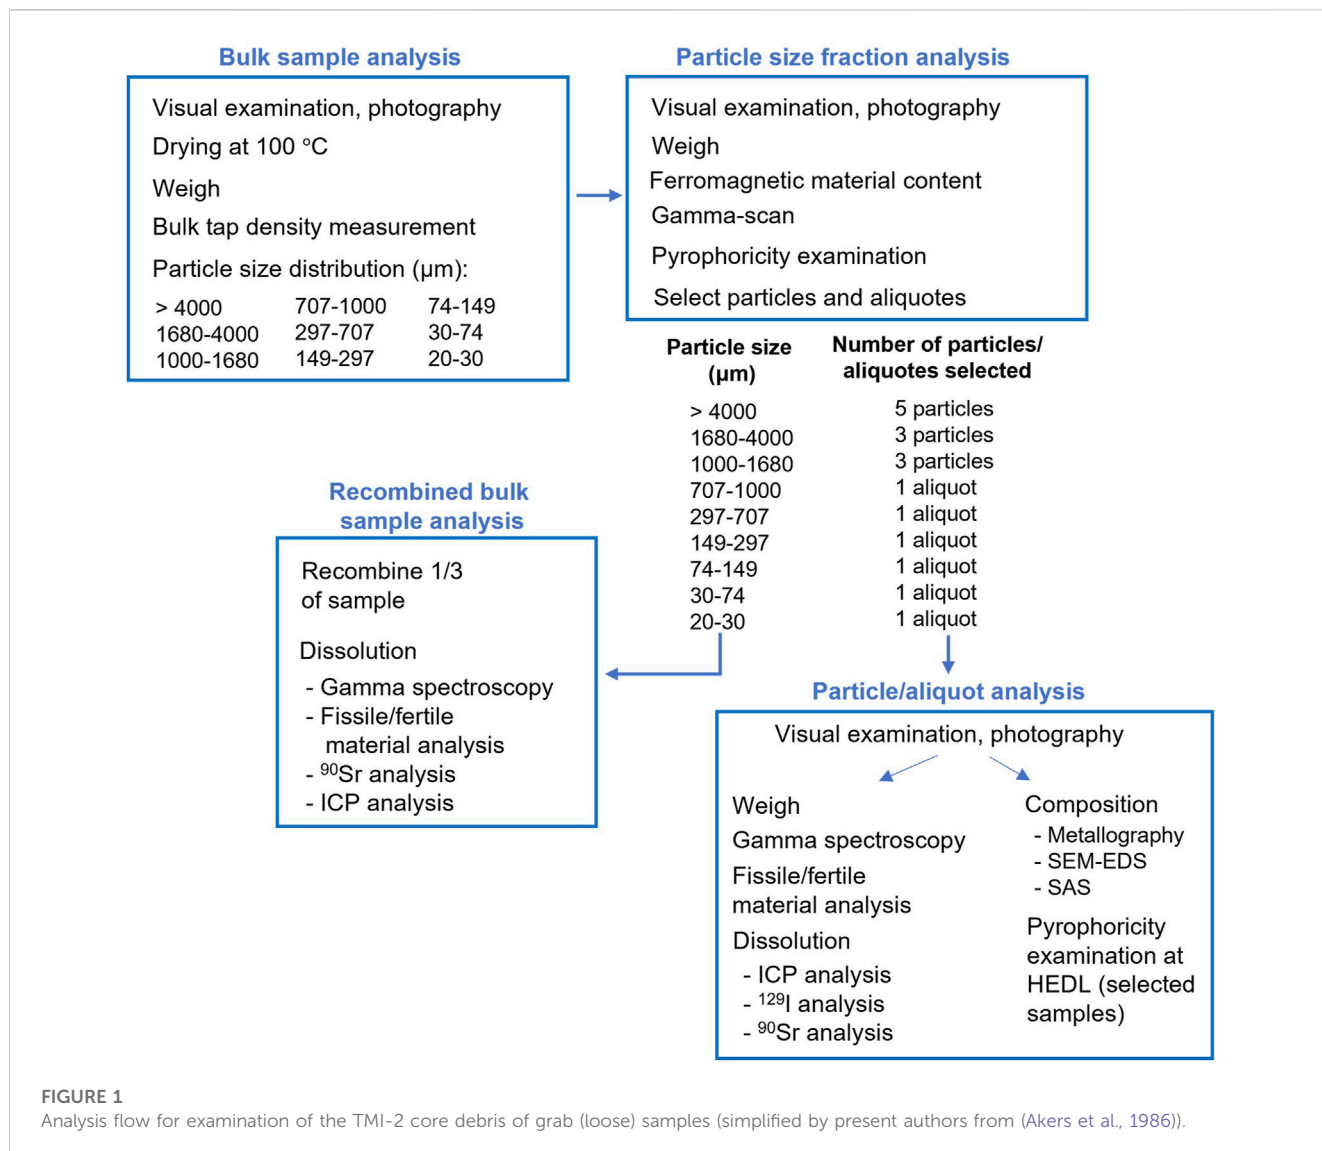 Bulk sample analysis
Visual examination, photography
Drying at 100 °C
Weigh
Bulk tap density measurement
Particle size distribution (µm):
> 4000 707-1000 74-149
1680-4000 297-707 30-74
1000-1680 149-297 20-30
Particle size fraction analysis
Visual examination, photography
Weigh
Ferromagnetic material content
Gamma-scan
Pyrophoricity examination
Select particles and aliquotes
Particle size
(µm)
Number of particles/
aliquotes selected
> 4000 5 particles
1680-4000 3 particles
1000-1680 3 particles
707-1000 1 aliquot
297-707 1 aliquot
149-297 1 aliquot
74-149 1 aliquot
30-74 1 aliquot
20-30 1 aliquot
Recombined bulk
sample analysis
Recombine 1/3
of sample
Dissolution
- Gamma spectroscopy
- Fissile/fertile
material analysis
- ⁹⁰Sr analysis
- ICP analysis
Particle/aliquot analysis
Visual examination, photography
Weigh
Gamma spectroscopy
Fissile/fertile
material analysis
Dissolution
- ICP analysis
- ¹²⁹I analysis
- ⁹⁰Sr analysis
Composition
- Metallography
- SEM-EDS
- SAS
Pyrophoricity
examination at
HEDL (selected
samples)
FIGURE 1
Analysis flow for examination of the TMI-2 core debris of grab (loose) samples (simplified by present authors from (Akers et al., 1986)).